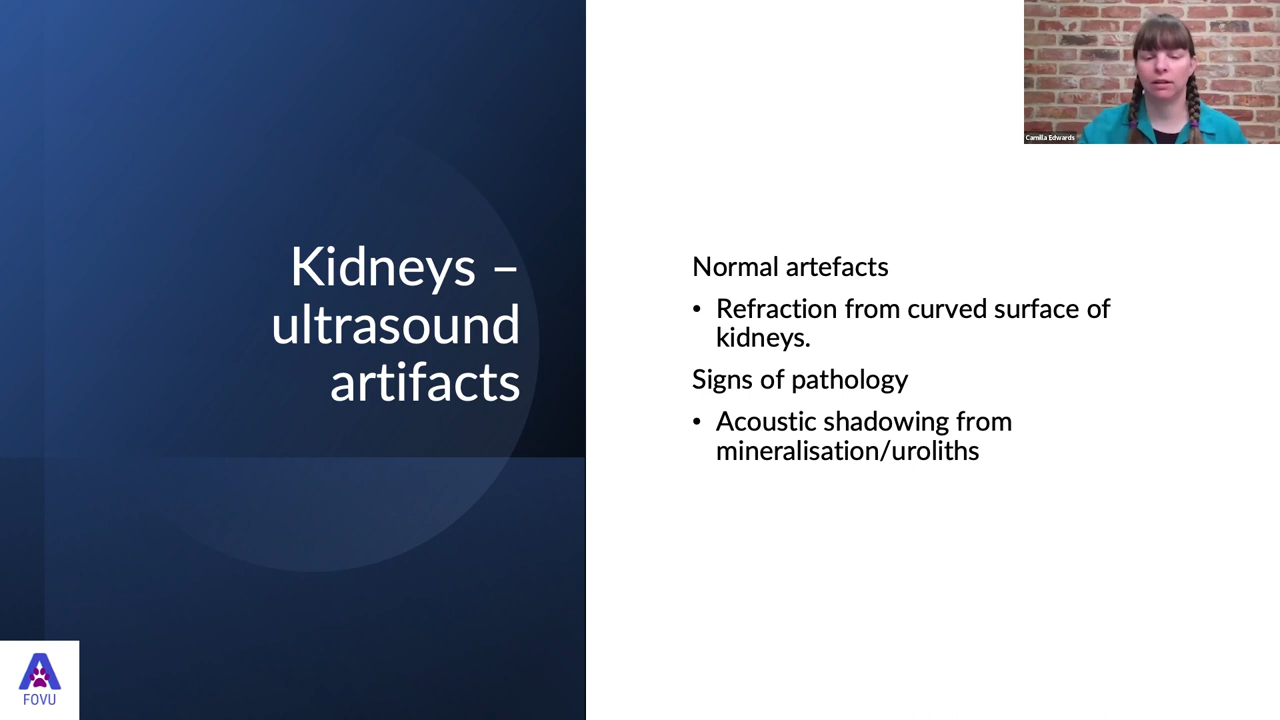 Kidneys –
ultrasound
artifacts
Normal artefacts
• Refraction from curved surface of
kidneys.
Signs of pathology
• Acoustic shadowing from
mineralisation/uroliths
Camilla Edwards
FOVU